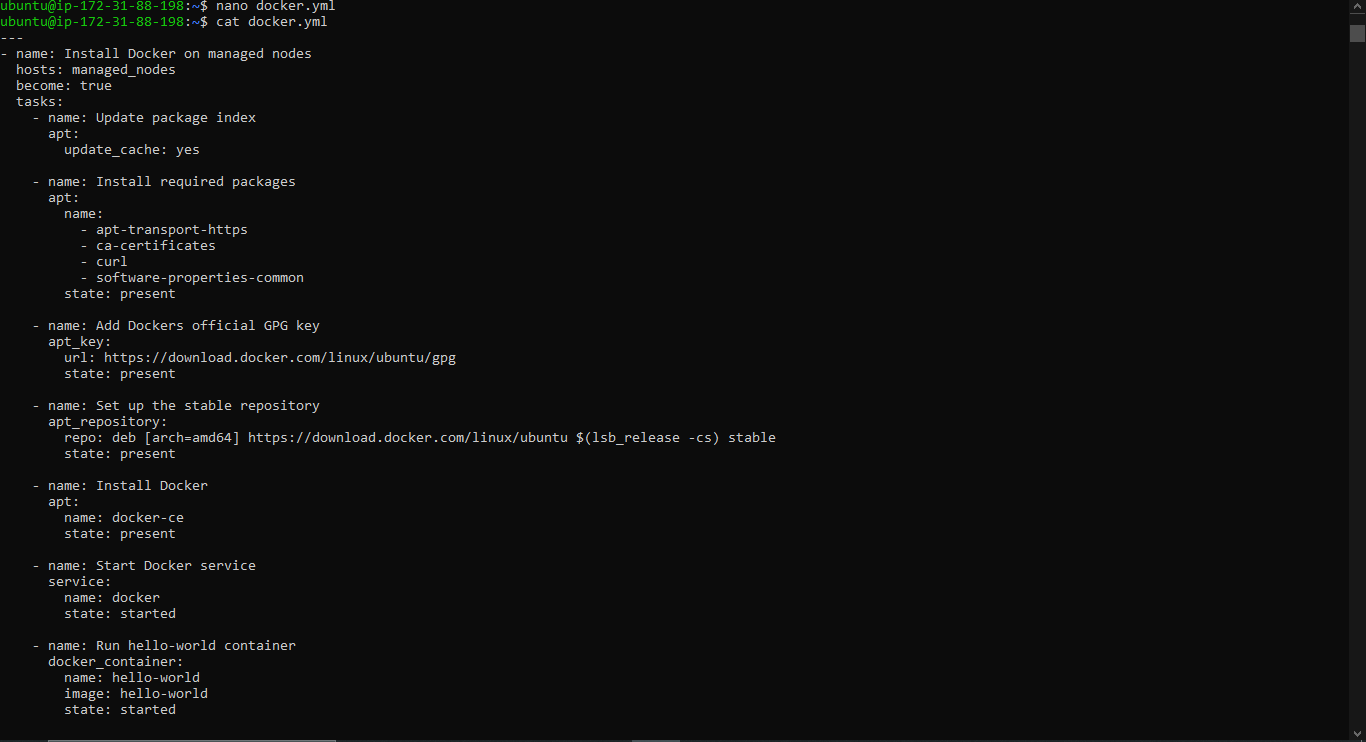 ubuntu@ip-172-31-88-198:~$ nano docker.yml
ubuntu@ip-172-31-88-198:~$ cat docker.yml
---
- name: Install Docker on managed nodes
  hosts: managed_nodes
  become: true
  tasks:
    - name: Update package index
      apt:
        update_cache: yes

    - name: Install required packages
      apt:
        name:
          - apt-transport-https
          - ca-certificates
          - curl
          - software-properties-common
        state: present

    - name: Add Dockers official GPG key
      apt_key:
        url: https://download.docker.com/linux/ubuntu/gpg
        state: present

    - name: Set up the stable repository
      apt_repository:
        repo: deb [arch=amd64] https://download.docker.com/linux/ubuntu $(lsb_release -cs) stable
        state: present

    - name: Install Docker
      apt:
        name: docker-ce
        state: present

    - name: Start Docker service
      service:
        name: docker
        state: started

    - name: Run hello-world container
      docker_container:
        name: hello-world
        image: hello-world
        state: started